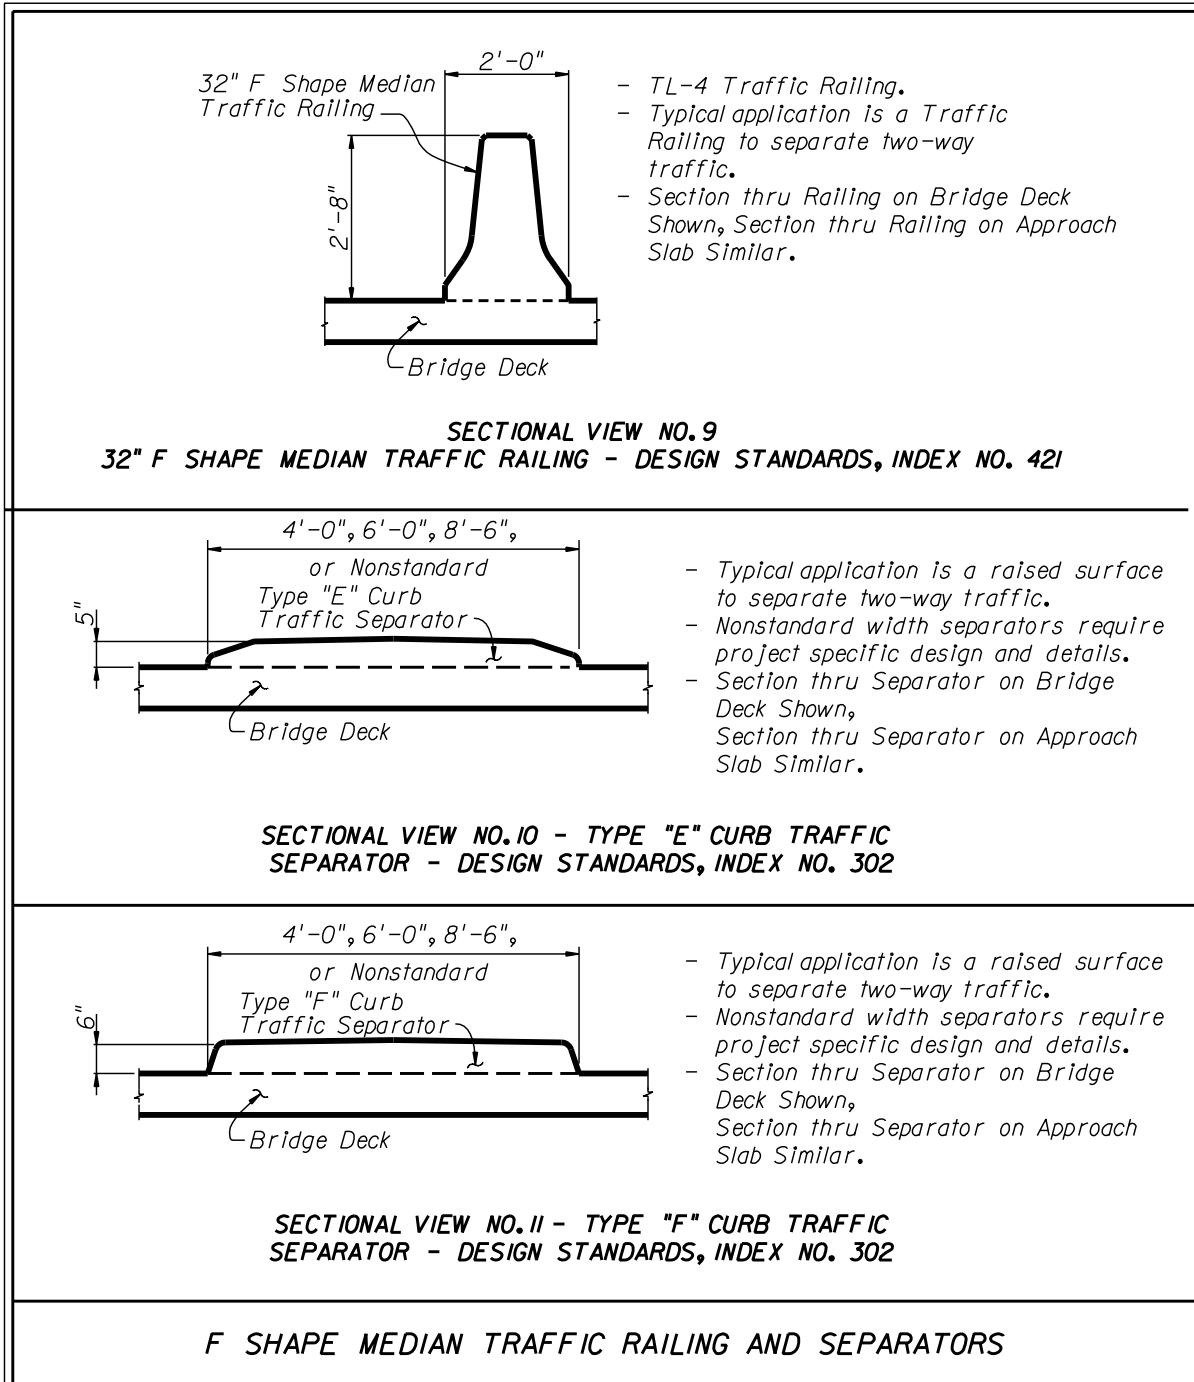 2'-0"
32" F Shape Median
Traffic Railing
2'-8"
Bridge Deck
- TL-4 Traffic Railing.
- Typical application is a Traffic
Railing to separate two-way
traffic.
- Section thru Railing on Bridge Deck
Shown, Section thru Railing on Approach
Slab Similar.
SECTIONAL VIEW NO. 9
32" F SHAPE MEDIAN TRAFFIC RAILING - DESIGN STANDARDS, INDEX NO. 421
4'-0", 6'-0", 8'-6",
or Nonstandard
Type "E" Curb
Traffic Separator
5"
Bridge Deck
- Typical application is a raised surface
to separate two-way traffic.
- Nonstandard width separators require
project specific design and details.
- Section thru Separator on Bridge
Deck Shown,
Section thru Separator on Approach
Slab Similar.
SECTIONAL VIEW NO. 10 - TYPE "E" CURB TRAFFIC
SEPARATOR - DESIGN STANDARDS, INDEX NO. 302
4'-0", 6'-0", 8'-6",
or Nonstandard
Type "F" Curb
Traffic Separator
6"
Bridge Deck
- Typical application is a raised surface
to separate two-way traffic.
- Nonstandard width separators require
project specific design and details.
- Section thru Separator on Bridge
Deck Shown,
Section thru Separator on Approach
Slab Similar.
SECTIONAL VIEW NO. 11 - TYPE "F" CURB TRAFFIC
SEPARATOR - DESIGN STANDARDS, INDEX NO. 302
F SHAPE MEDIAN TRAFFIC RAILING AND SEPARATORS